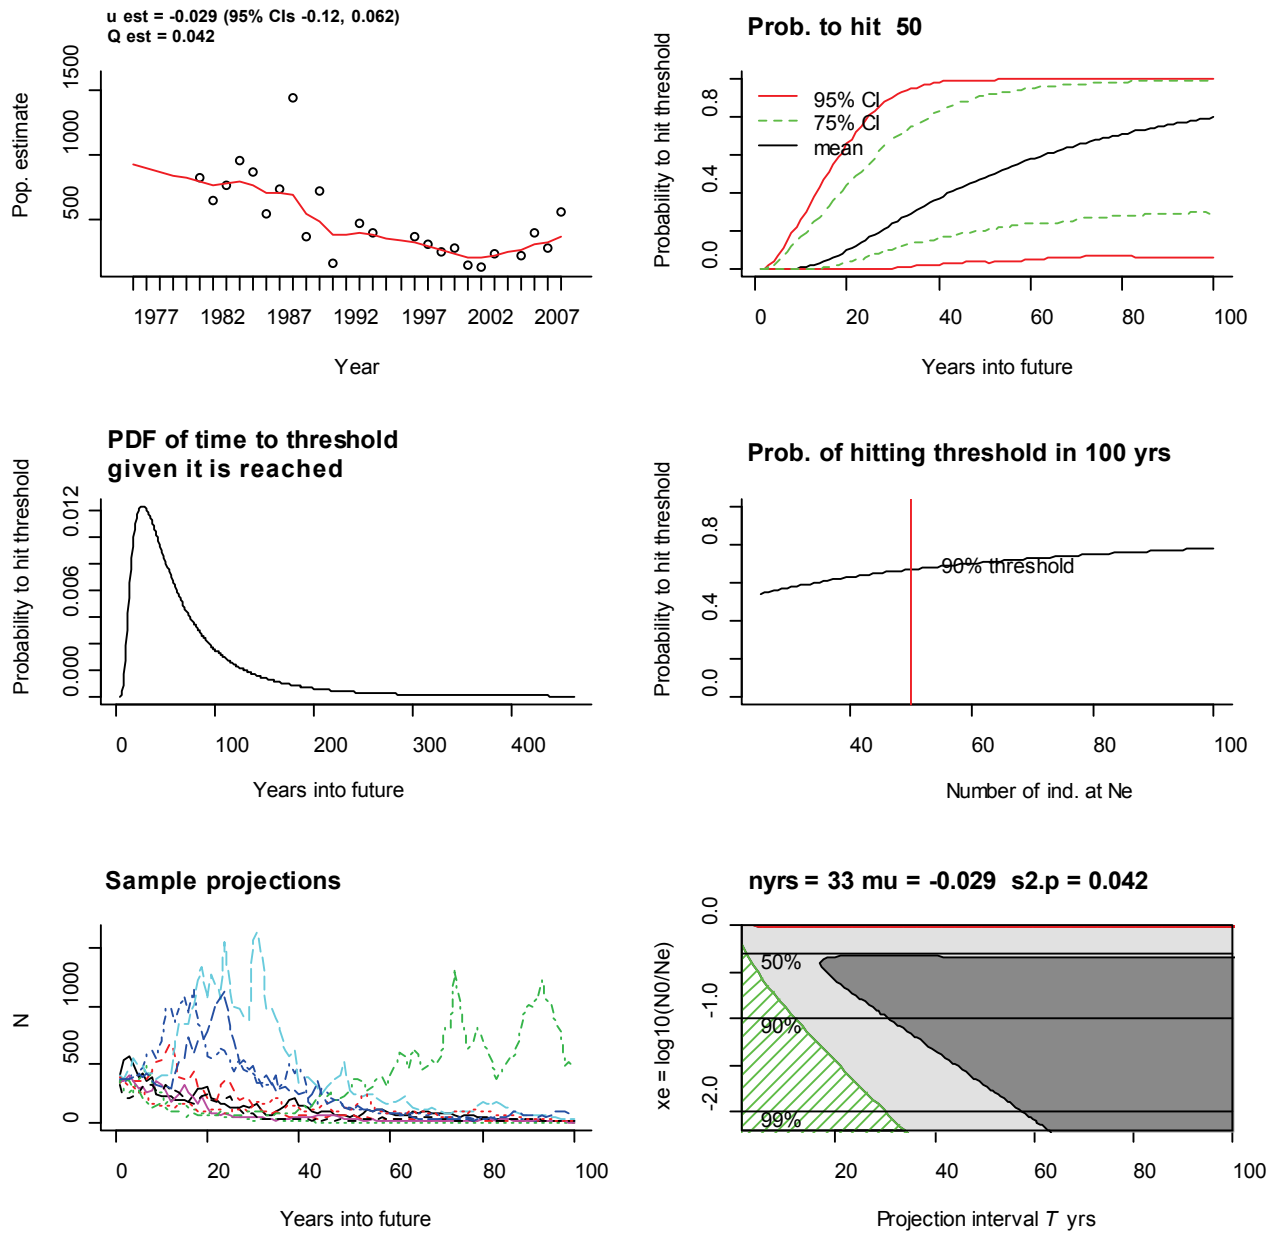 u est = -0.029 (95% CIs -0.12, 0.062)
Q est = 0.042
Pop. estimate
500
1000
1500
1977 1982 1987 1992 1997 2002 2007
Year
Prob. to hit 50
Probability to hit threshold
0.0
0.4
0.8
95% CI
75% CI
mean
0 20 40 60 80 100
Years into future
PDF of time to threshold
given it is reached
Probability to hit threshold
0.000
0.006
0.012
0 100 200 300 400
Years into future
Prob. of hitting threshold in 100 yrs
Probability to hit threshold
0.0
0.4
0.8
90% threshold
40 60 80 100
Number of ind. at Ne
Sample projections
N
0
500
1000
0 20 40 60 80 100
Years into future
nyrs = 33 mu = -0.029 s2.p = 0.042
xe = log10(N0/Ne)
0.0
-1.0
-2.0
50%
90%
99%
20 40 60 80 100
Projection interval T yrs